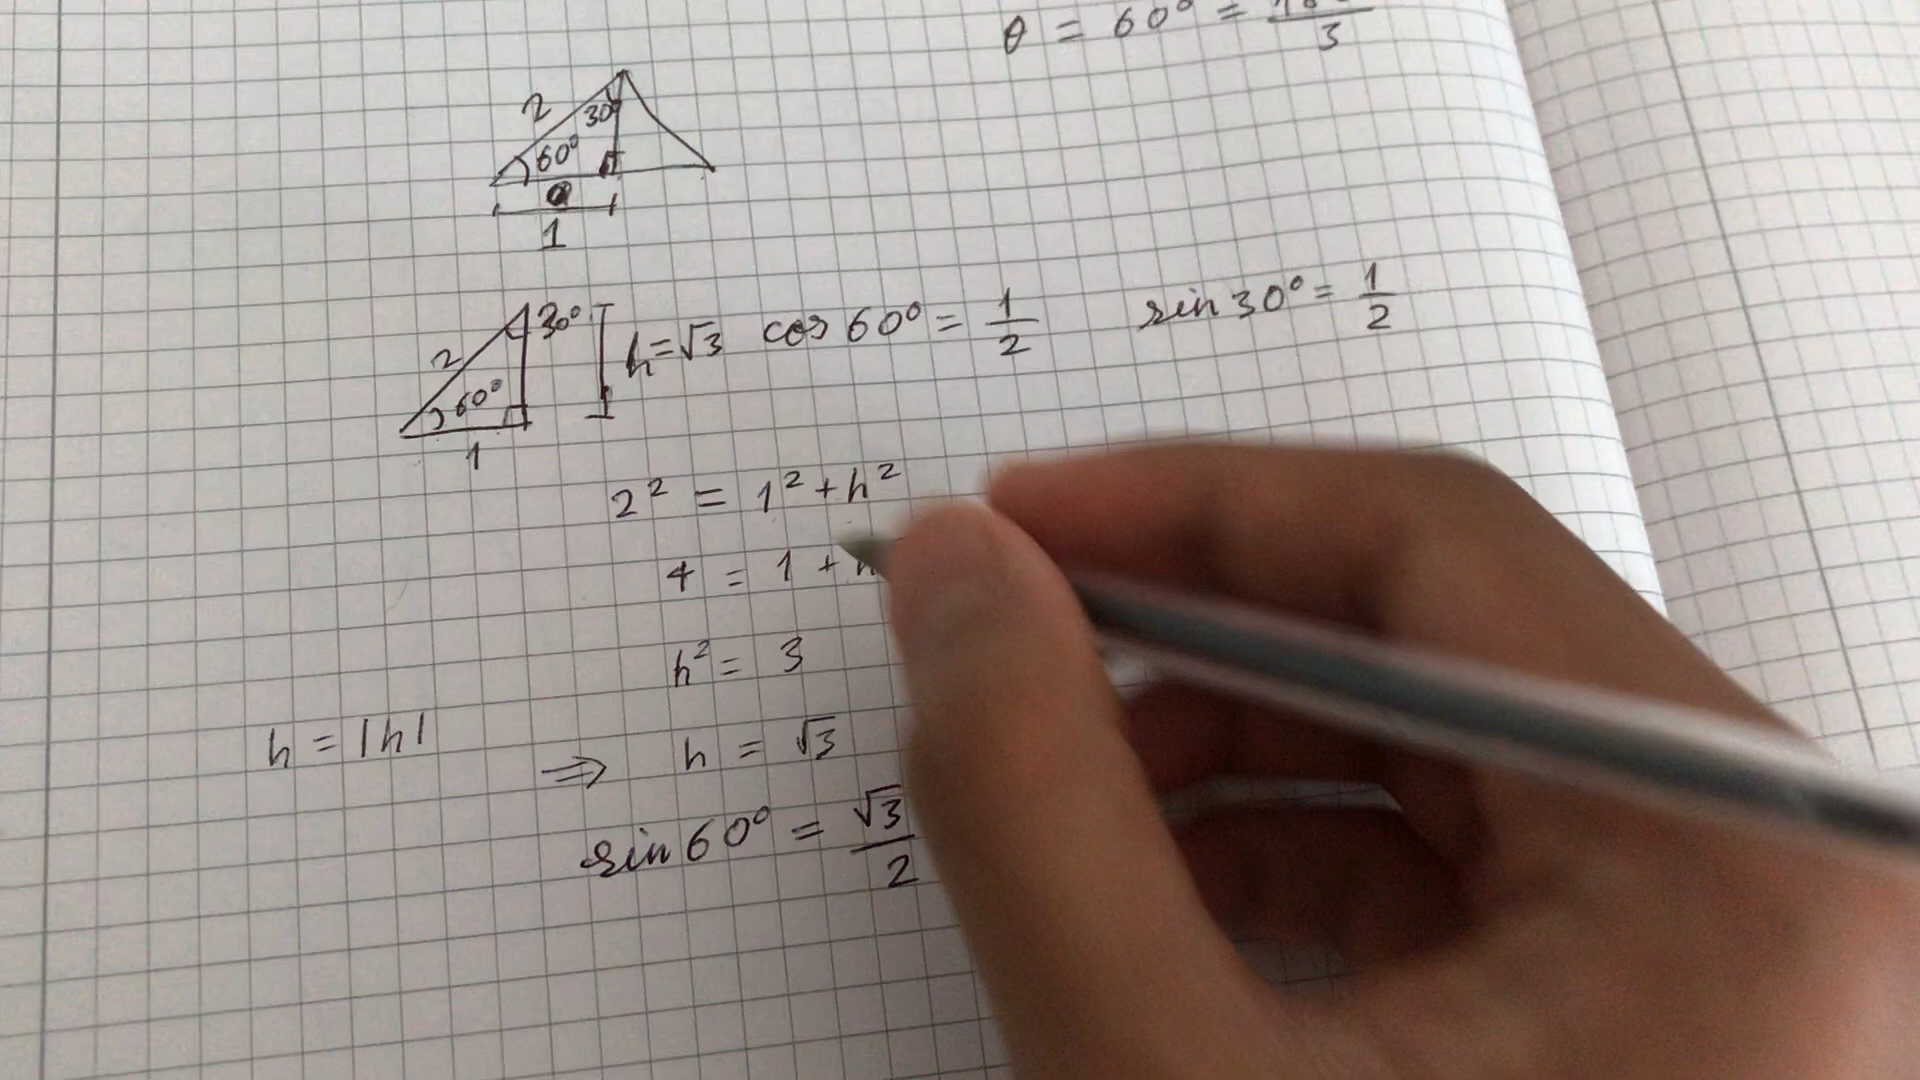 θ = 60° =
3
2
30°
60°
1
2 30° h=√3 cos 60° = 1/2 sin 30° = 1/2
60°
1
2² = 1² + h²
4 = 1 +
h² = 3
h = |h| ⇒ h = √3
sin 60° = √3/2